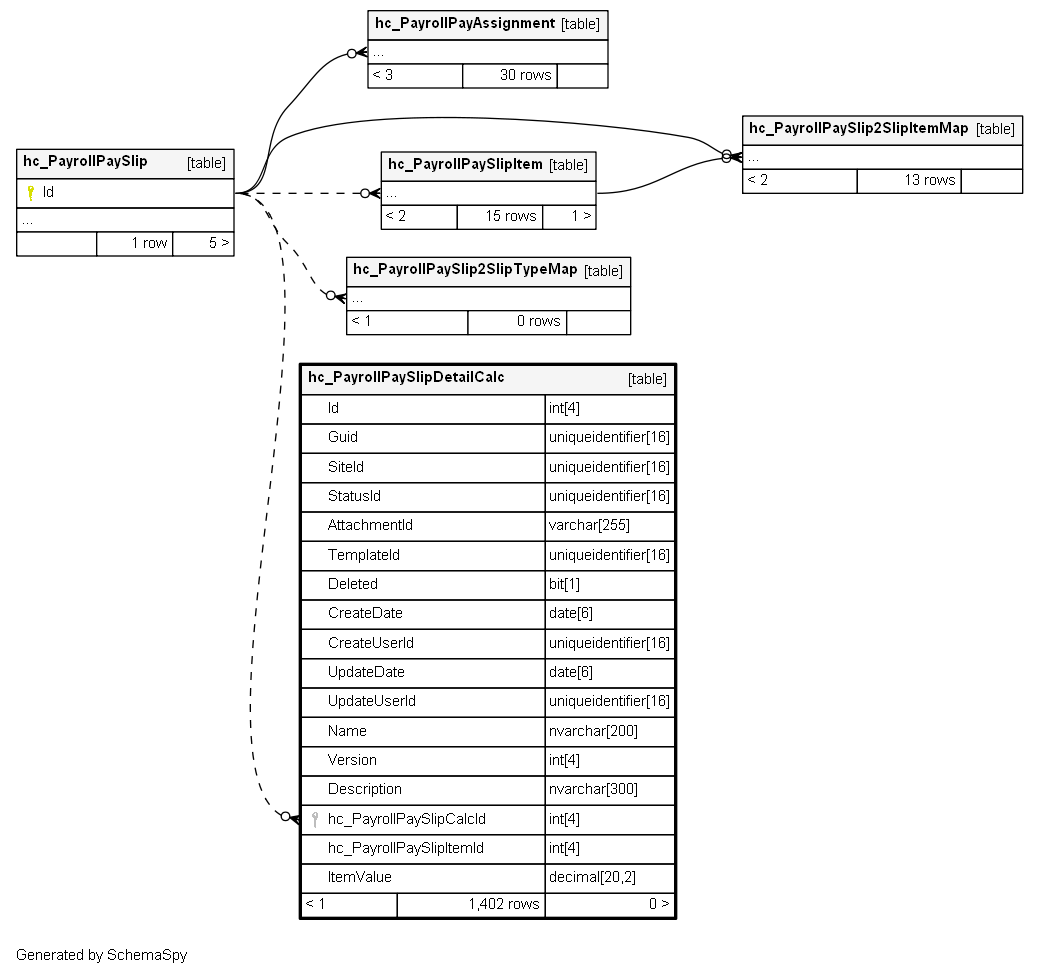 hc_PayrollPayAssignment [table]
...
< 3 30 rows
hc_PayrollPaySlip2SlipItemMap [table]
...
< 2 13 rows
hc_PayrollPaySlip [table]
Id
...
1 row 5 >
hc_PayrollPaySlipItem [table]
...
< 2 15 rows 1 >
hc_PayrollPaySlip2SlipTypeMap [table]
...
< 1 0 rows
hc_PayrollPaySlipDetailCalc [table]
Id int[4]
Guid uniqueidentifier[16]
SiteId uniqueidentifier[16]
StatusId uniqueidentifier[16]
AttachmentId varchar[255]
TemplateId uniqueidentifier[16]
Deleted bit[1]
CreateDate date[6]
CreateUserId uniqueidentifier[16]
UpdateDate date[6]
UpdateUserId uniqueidentifier[16]
Name nvarchar[200]
Version int[4]
Description nvarchar[300]
hc_PayrollPaySlipCalcId int[4]
hc_PayrollPaySlipItemId int[4]
ItemValue decimal[20,2]
< 1 1,402 rows 0 >
Generated by SchemaSpy